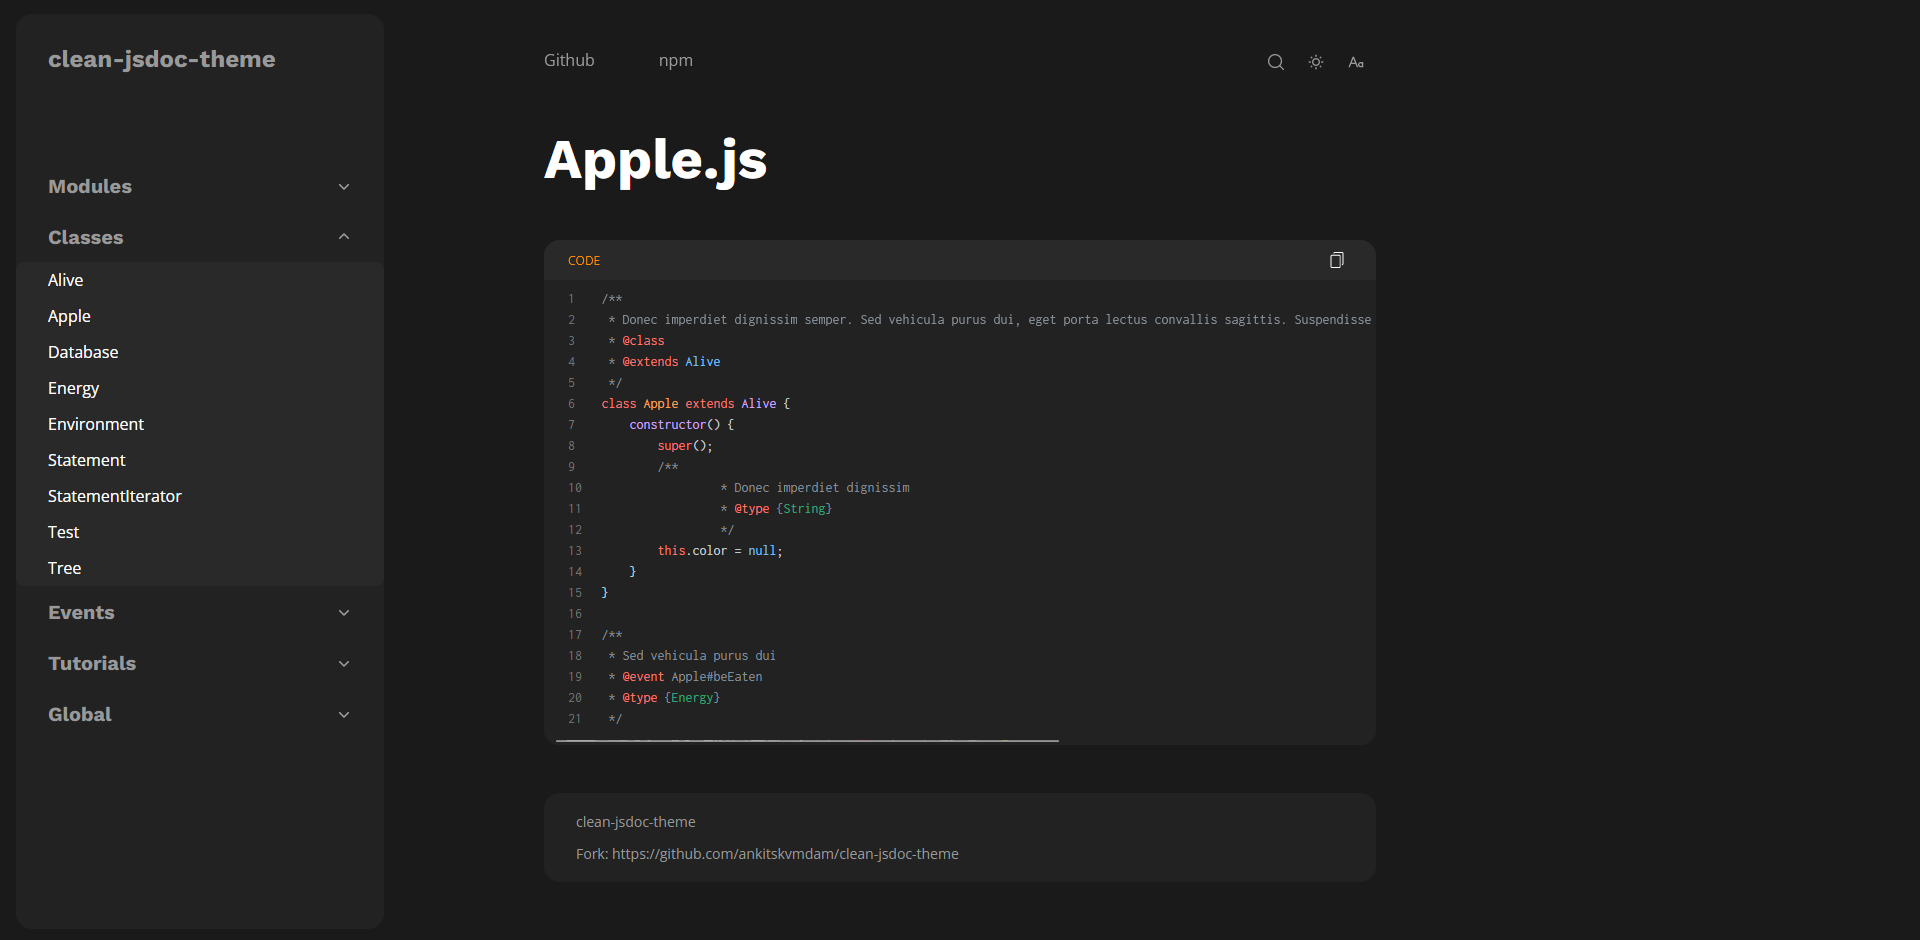 clean-jsdoc-theme
Modules
Classes
Alive
Apple
Database
Energy
Environment
Statement
StatementIterator
Test
Tree
Events
Tutorials
Global
Github npm Aa
Apple.js
CODE
1 /**
2  * Donec imperdiet dignissim semper. Sed vehicula purus dui, eget porta lectus convallis sagittis. Suspendisse
3  * @class
4  * @extends Alive
5  */
6 class Apple extends Alive {
7     constructor() {
8         super();
9         /**
10                  * Donec imperdiet dignissim
11                  * @type {String}
12                  */
13         this.color = null;
14     }
15 }
16
17 /**
18  * Sed vehicula purus dui
19  * @event Apple#beEaten
20  * @type {Energy}
21  */
clean-jsdoc-theme
Fork: https://github.com/ankitskvmdam/clean-jsdoc-theme